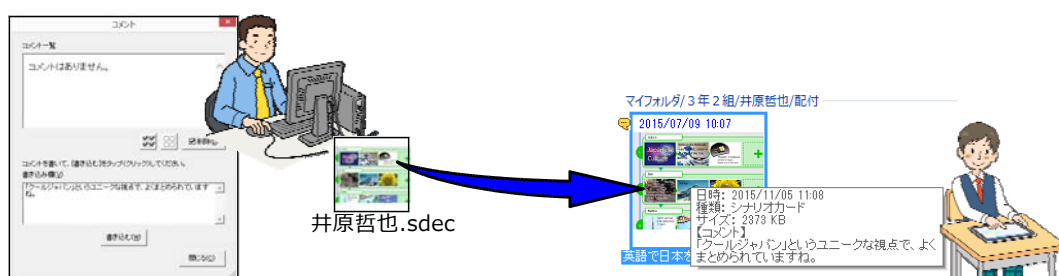 コメント
コメント一覧
コメントはありません。
コメントを書いて、[書き込む]をタップ(クリック)してください。
書き込み欄(V)
「クールジャパン」というユニークな視点で、よくまとめられています
ね。
書き込む(W)
閉じる(C)
井原哲也.sdec
マイフォルダ/３年２組/井原哲也/配付
2015/07/09 10:07
英語で日本を
日時: 2015/11/05 11:08
種類: シナリオカード
サイズ: 2373 KB
【コメント】
「クールジャパン」というユニークな視点で、よく
まとめられていますね。